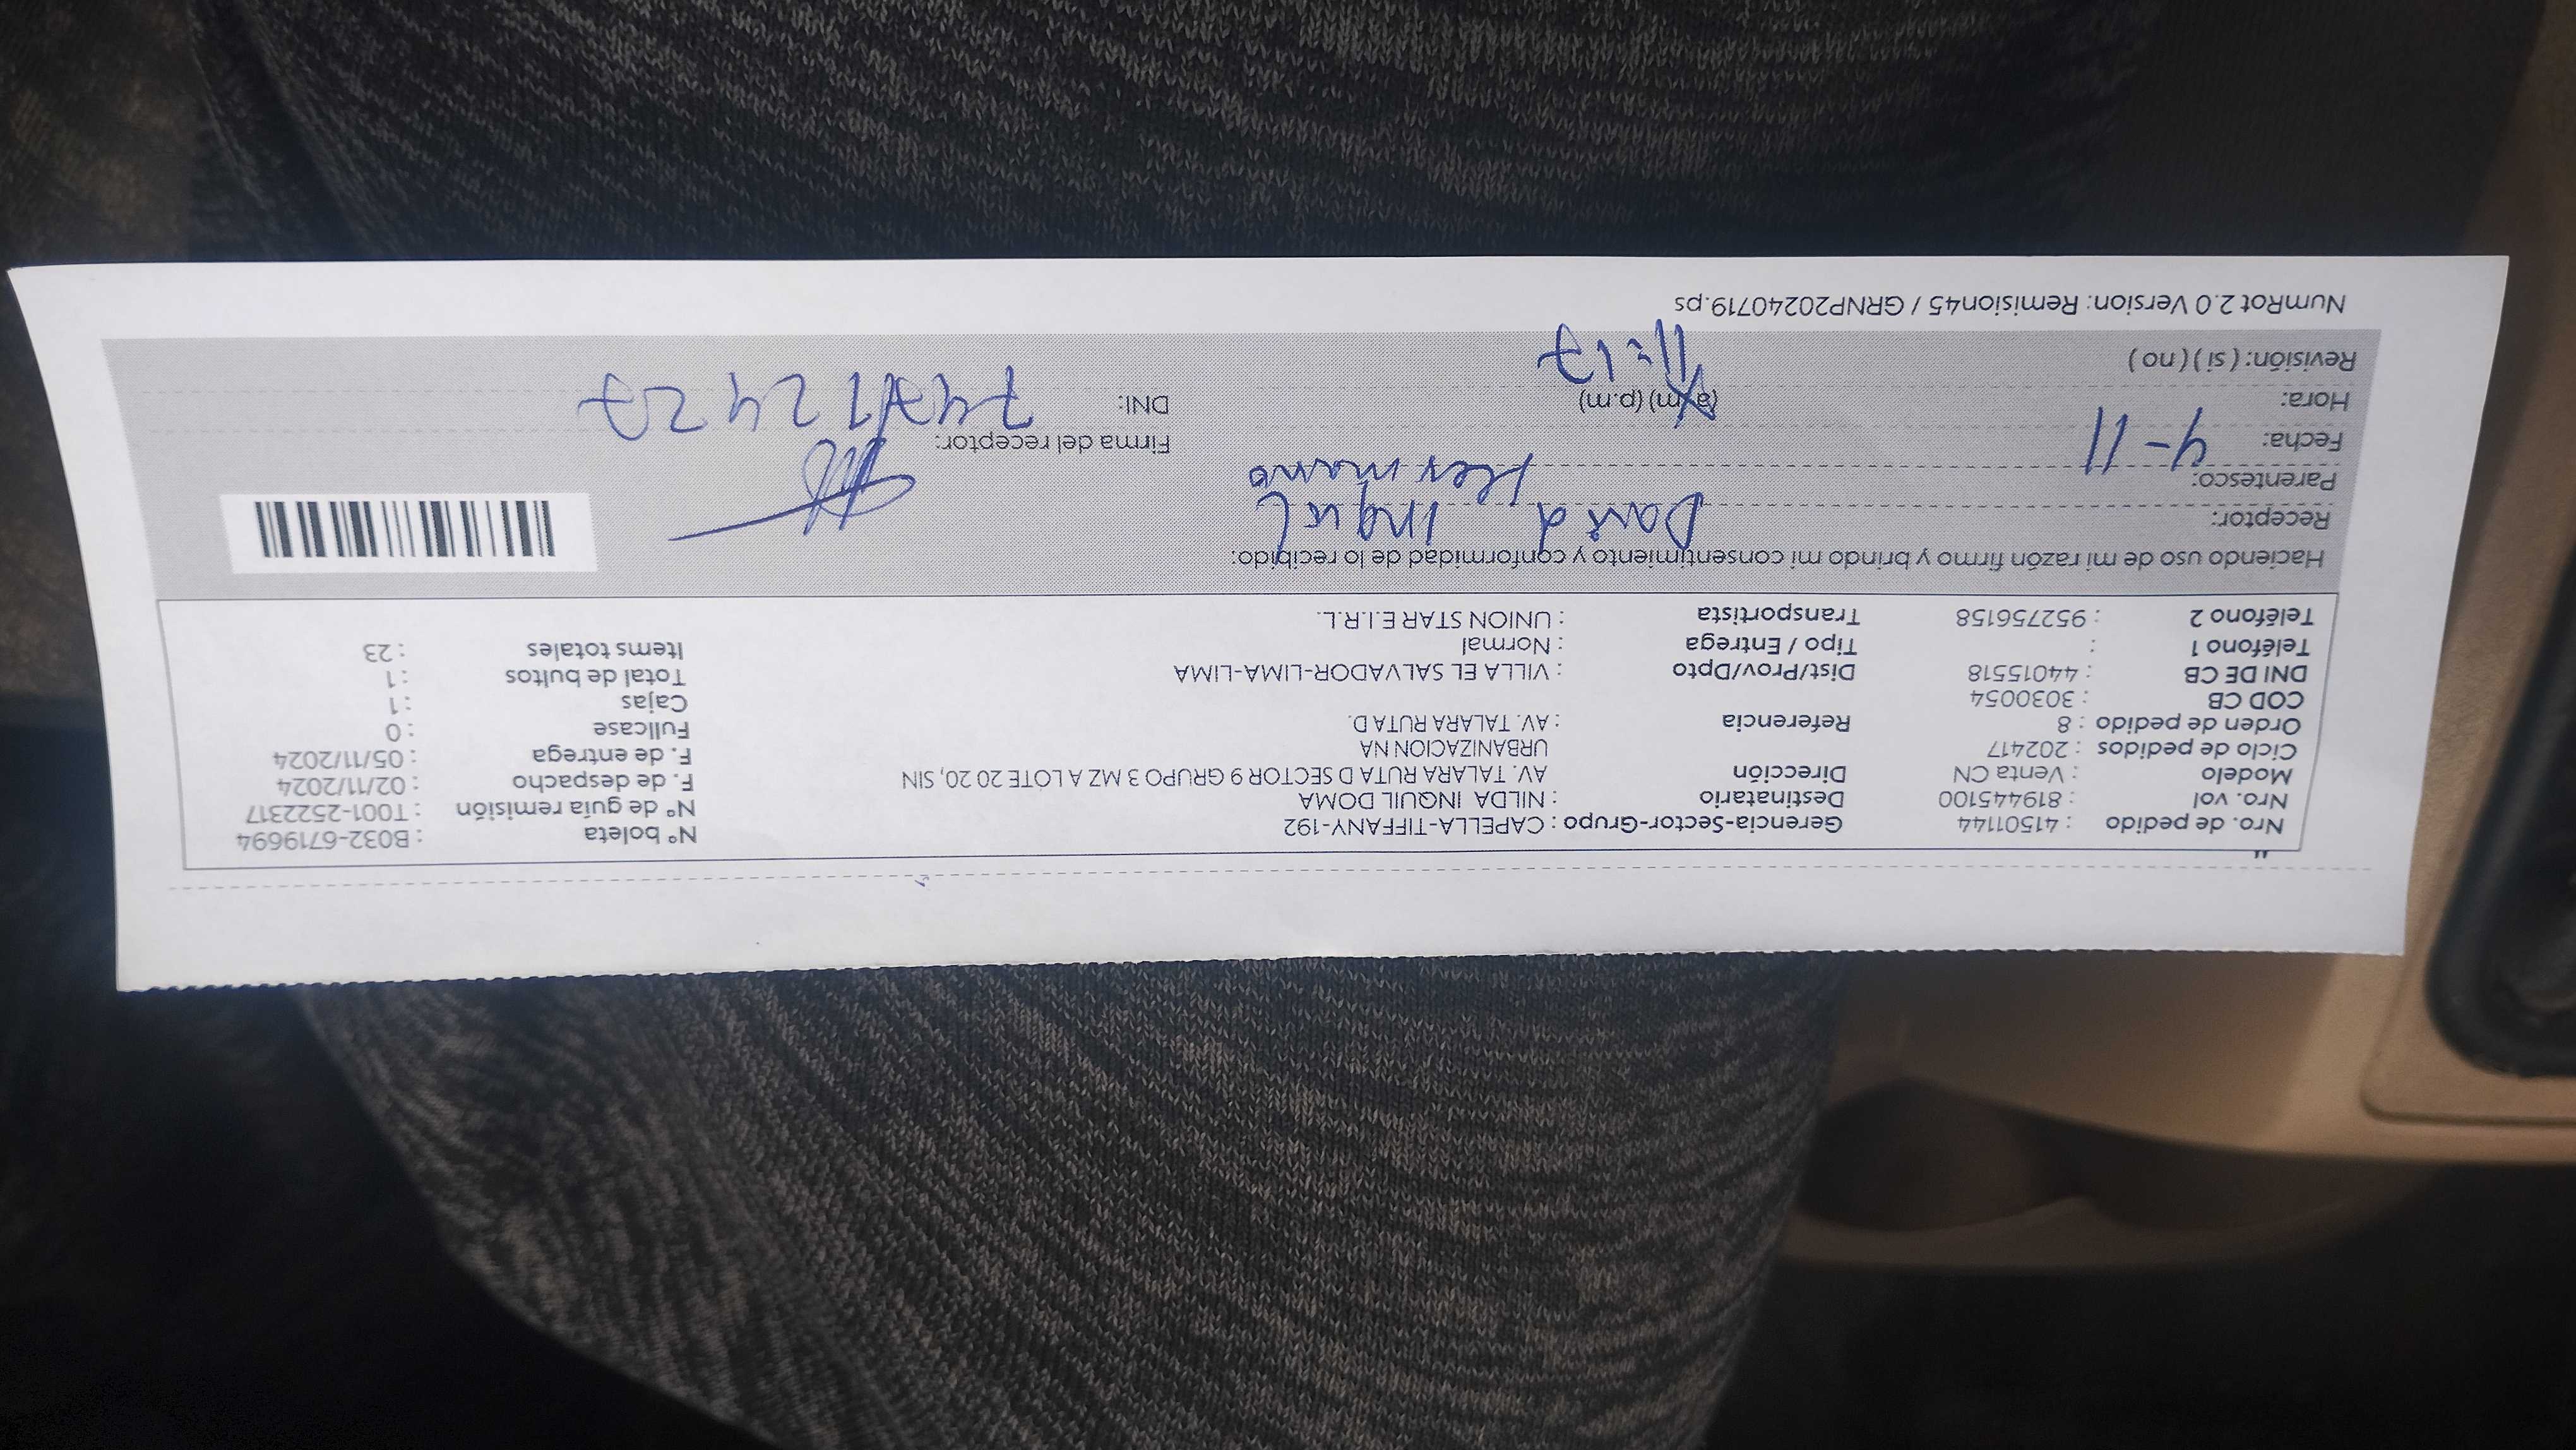 Nro. de pedido : 41501144 Gerencia-Sector-Grupo : CAPELLA-TIFFANY-192 N° boleta : B032-6719694
Nro. vol : 819445100 Destinatario : NILDA INQUIL DOMA N° de guía remisión : T001-2522317
Modelo : Venta CN Dirección AV. TALARA RUTA D SECTOR 9 GRUPO 3 MZ A LOTE 20 20, SIN F. de despacho : 02/11/2024
Ciclo de pedidos : 202417 URBANIZACION NA F. de entrega : 05/11/2024
Orden de pedido : 8 Referencia : AV. TALARA RUTA D. Fullcase : 0
COD CB : 3030054 Cajas : 1
DNI DE CB : 44015518 Dist/Prov/Dpto : VILLA EL SALVADOR-LIMA-LIMA Total de bultos : 1
Teléfono 1 : Tipo / Entrega : Normal Items totales : 23
Teléfono 2 : 952756158 Transportista : UNION STAR E.I.R.L.
Haciendo uso de mi razón firmo y brindo mi consentimiento y conformidad de lo recibido:
Receptor: David Inquil
Parentesco: Hermano
Fecha: 4-11 Firma del receptor:
Hora: (a.m) (p.m) 11:17 DNI:
Revisión: ( si ) ( no )
NumRot 2.0 Version: Remision45 / GRNP20240719.ps